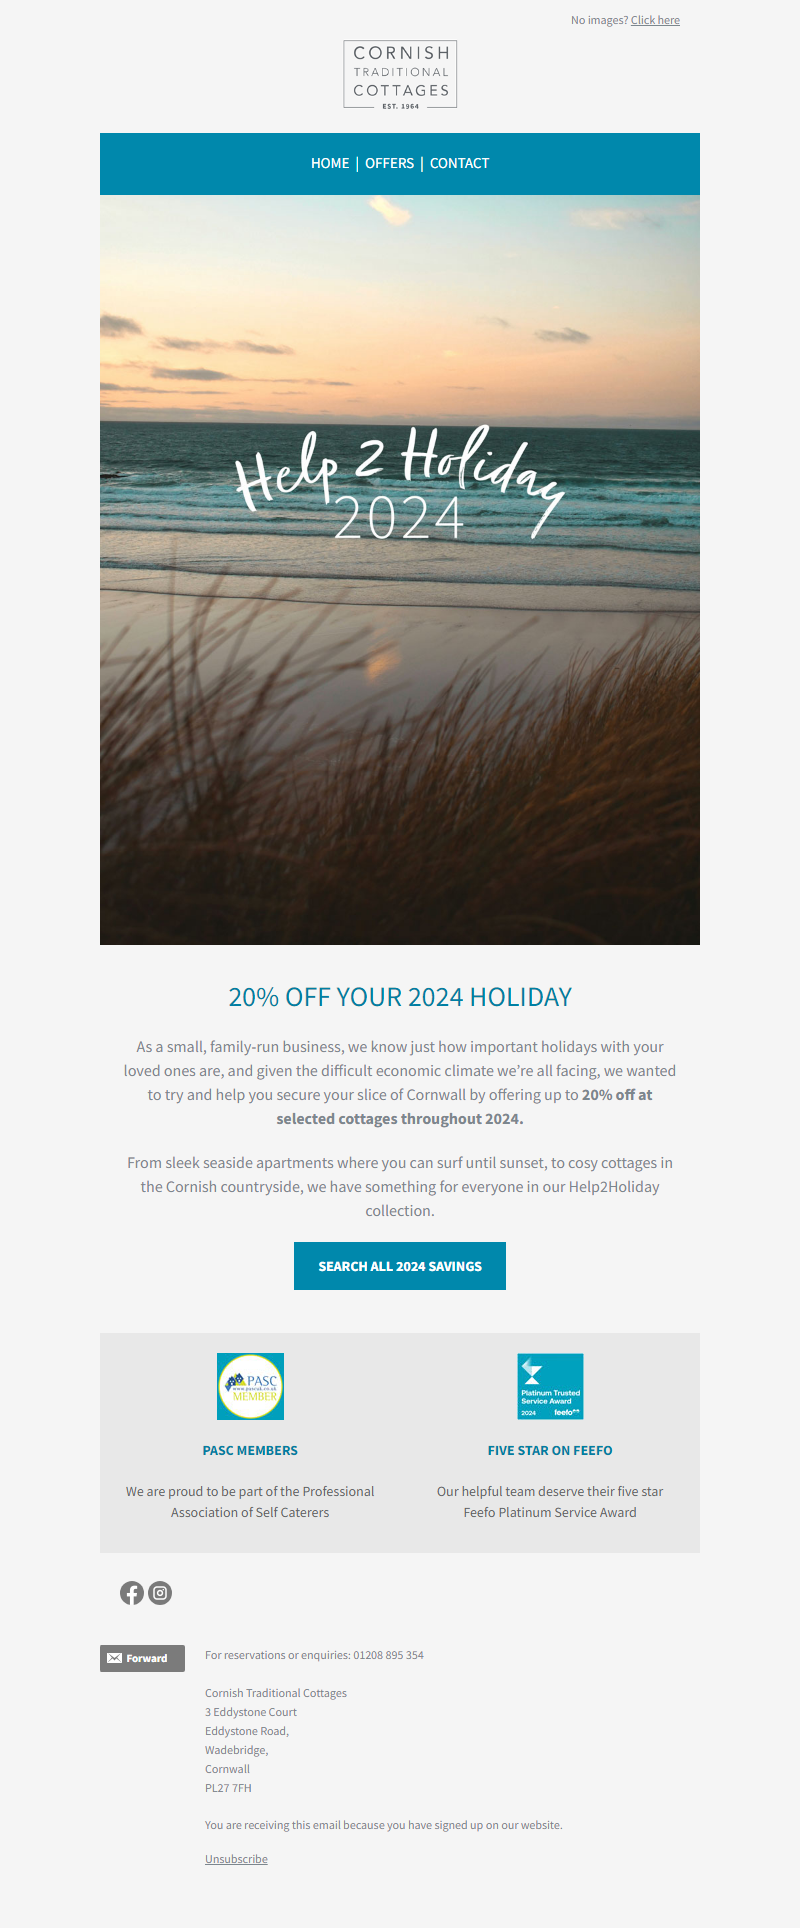 No images? Click here
CORNISH
TRADITIONAL
COTTAGES
EST. 1964
HOME | OFFERS | CONTACT
Help 2 Holiday
2024
20% OFF YOUR 2024 HOLIDAY
As a small, family-run business, we know just how important holidays with your
loved ones are, and given the difficult economic climate we’re all facing, we wanted
to try and help you secure your slice of Cornwall by offering up to 20% off at
selected cottages throughout 2024.
From sleek seaside apartments where you can surf until sunset, to cosy cottages in
the Cornish countryside, we have something for everyone in our Help2Holiday
collection.
SEARCH ALL 2024 SAVINGS
PASC
www.pascuk.co.uk
MEMBER
Platinum Trusted
Service Award
2024 feefo
PASC MEMBERS
FIVE STAR ON FEEFO
We are proud to be part of the Professional
Association of Self Caterers
Our helpful team deserve their five star
Feefo Platinum Service Award
Forward
For reservations or enquiries: 01208 895 354
Cornish Traditional Cottages
3 Eddystone Court
Eddystone Road,
Wadebridge,
Cornwall
PL27 7FH
You are receiving this email because you have signed up on our website.
Unsubscribe